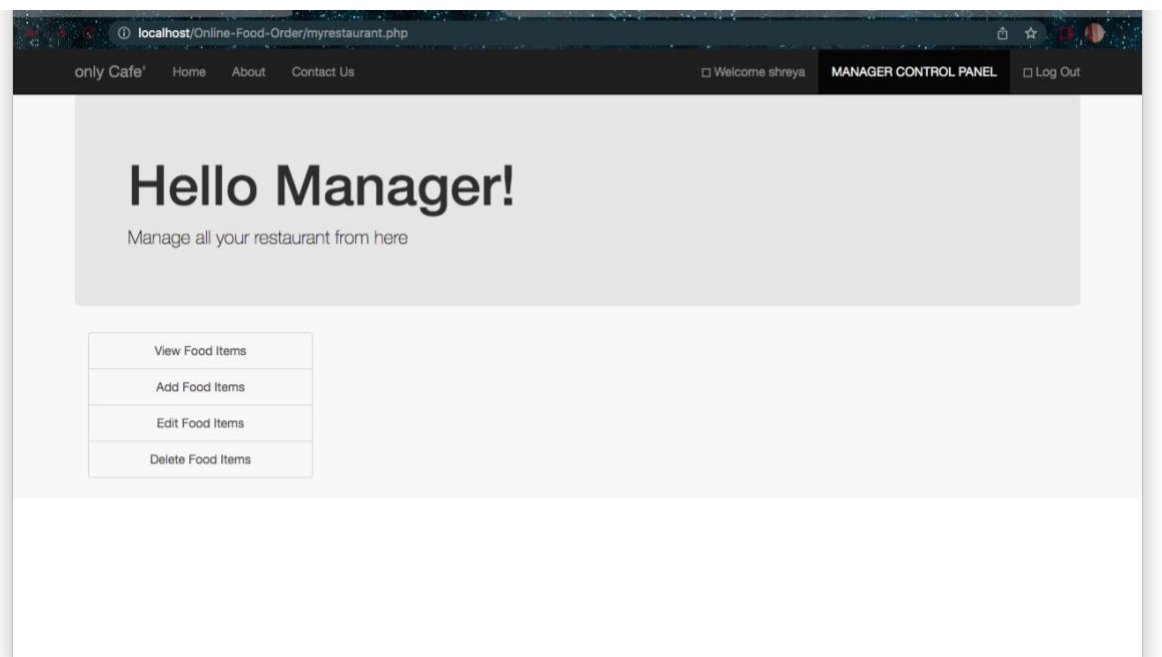 localhost/Online-Food-Order/myrestaurant.php
only Cafe' Home About Contact Us Welcome shreya MANAGER CONTROL PANEL Log Out
Hello Manager!
Manage all your restaurant from here
View Food Items
Add Food Items
Edit Food Items
Delete Food Items